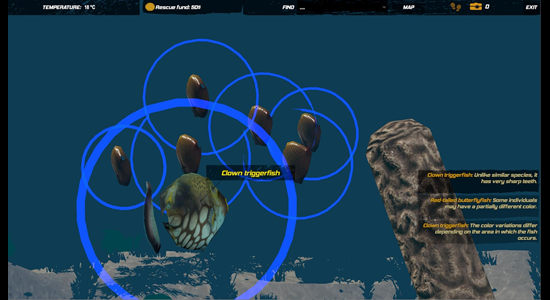 TEMPERATURE: 18°C
Rescue fund: 501
FIND
...
MAP
0
EXIT
Clown triggerfish
Clown triggerfish: Unlike similar species, it
has very sharp teeth.
Red-tailed butterflyfish: Some individuals
may have a partially different color.
Clown triggerfish: The color variations differ
depending on the area in which the fish
occurs.